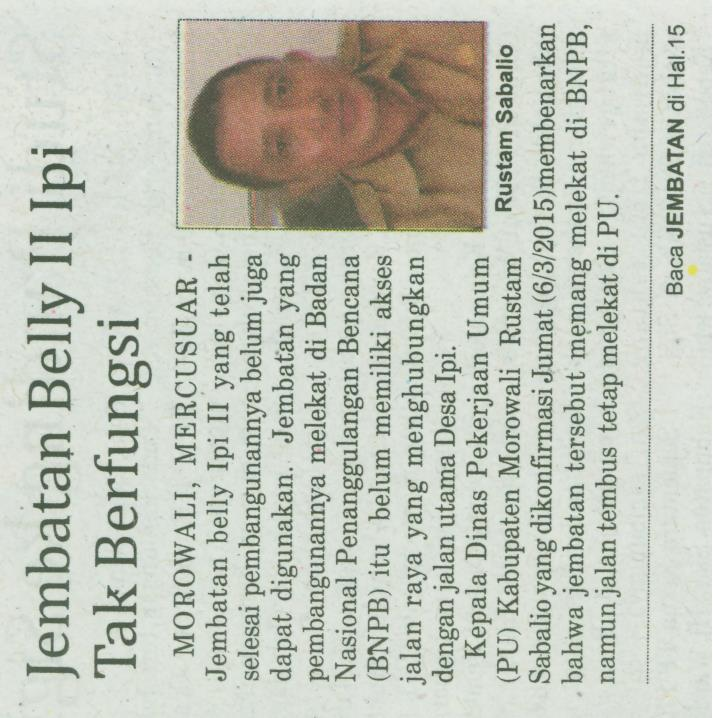 Jembatan Belly II Ipi
Tak Berfungsi
MOROWALI, MERCUSUAR -
Jembatan belly Ipi II yang telah
selesai pembangunannya belum juga
dapat digunakan. Jembatan yang
pembangunannya melekat di Badan
Nasional Penanggulangan Bencana
(BNPB) itu belum memiliki akses
jalan raya yang menghubungkan
dengan jalan utama Desa Ipi.
Kepala Dinas Pekerjaan Umum
(PU) Kabupaten Morowali Rustam
Sabalio yang dikonfirmasi Jumat (6/3/2015)membenarkan
bahwa jembatan tersebut memang melekat di BNPB,
namun jalan tembus tetap melekat di PU.
Rustam Sabalio
Baca JEMBATAN di Hal.15